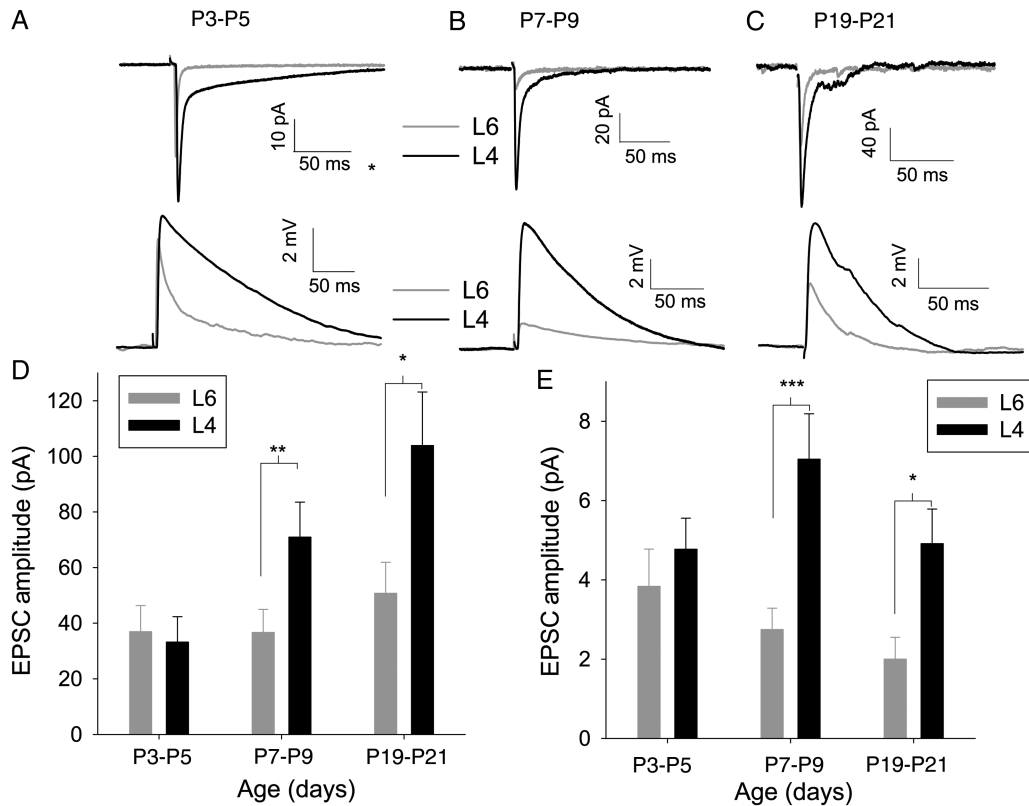 A
P3-P5
B
P7-P9
C
P19-P21
10 pA
50 ms
*
L6
L4
20 pA
50 ms
40 pA
50 ms
2 mV
50 ms
L6
L4
2 mV
50 ms
2 mV
50 ms
D
L6
L4
EPSC amplitude (pA)
120
100
80
60
40
20
0
**
*
P3-P5
P7-P9
P19-P21
Age (days)
E
L6
L4
EPSC amplitude (pA)
8
6
4
2
0
***
*
P3-P5
P7-P9
P19-P21
Age (days)